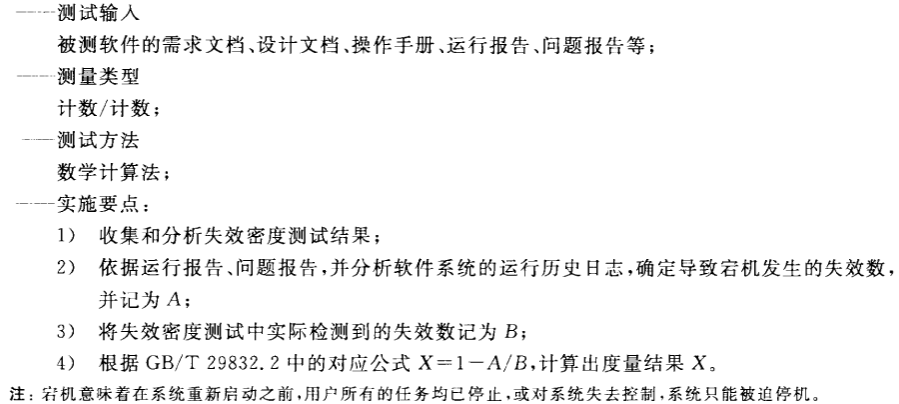 ——测试输入
被测软件的需求文档、设计文档、操作手册、运行报告、问题报告等;
——测量类型
计数/计数;
——测试方法
数学计算法;
——实施要点:
1) 收集和分析失效密度测试结果;
2) 依据运行报告、问题报告,并分析软件系统的运行历史日志,确定导致宕机发生的失效数,
并记为 A;
3) 将失效密度测试中实际检测到的失效数记为 B;
4) 根据 GB/T 29832.2 中的对应公式 X=1-A/B,计算出度量结果 X。
注: 宕机意味着在系统重新启动之前,用户所有的任务均已停止,或对系统失去控制,系统只能被迫停机。